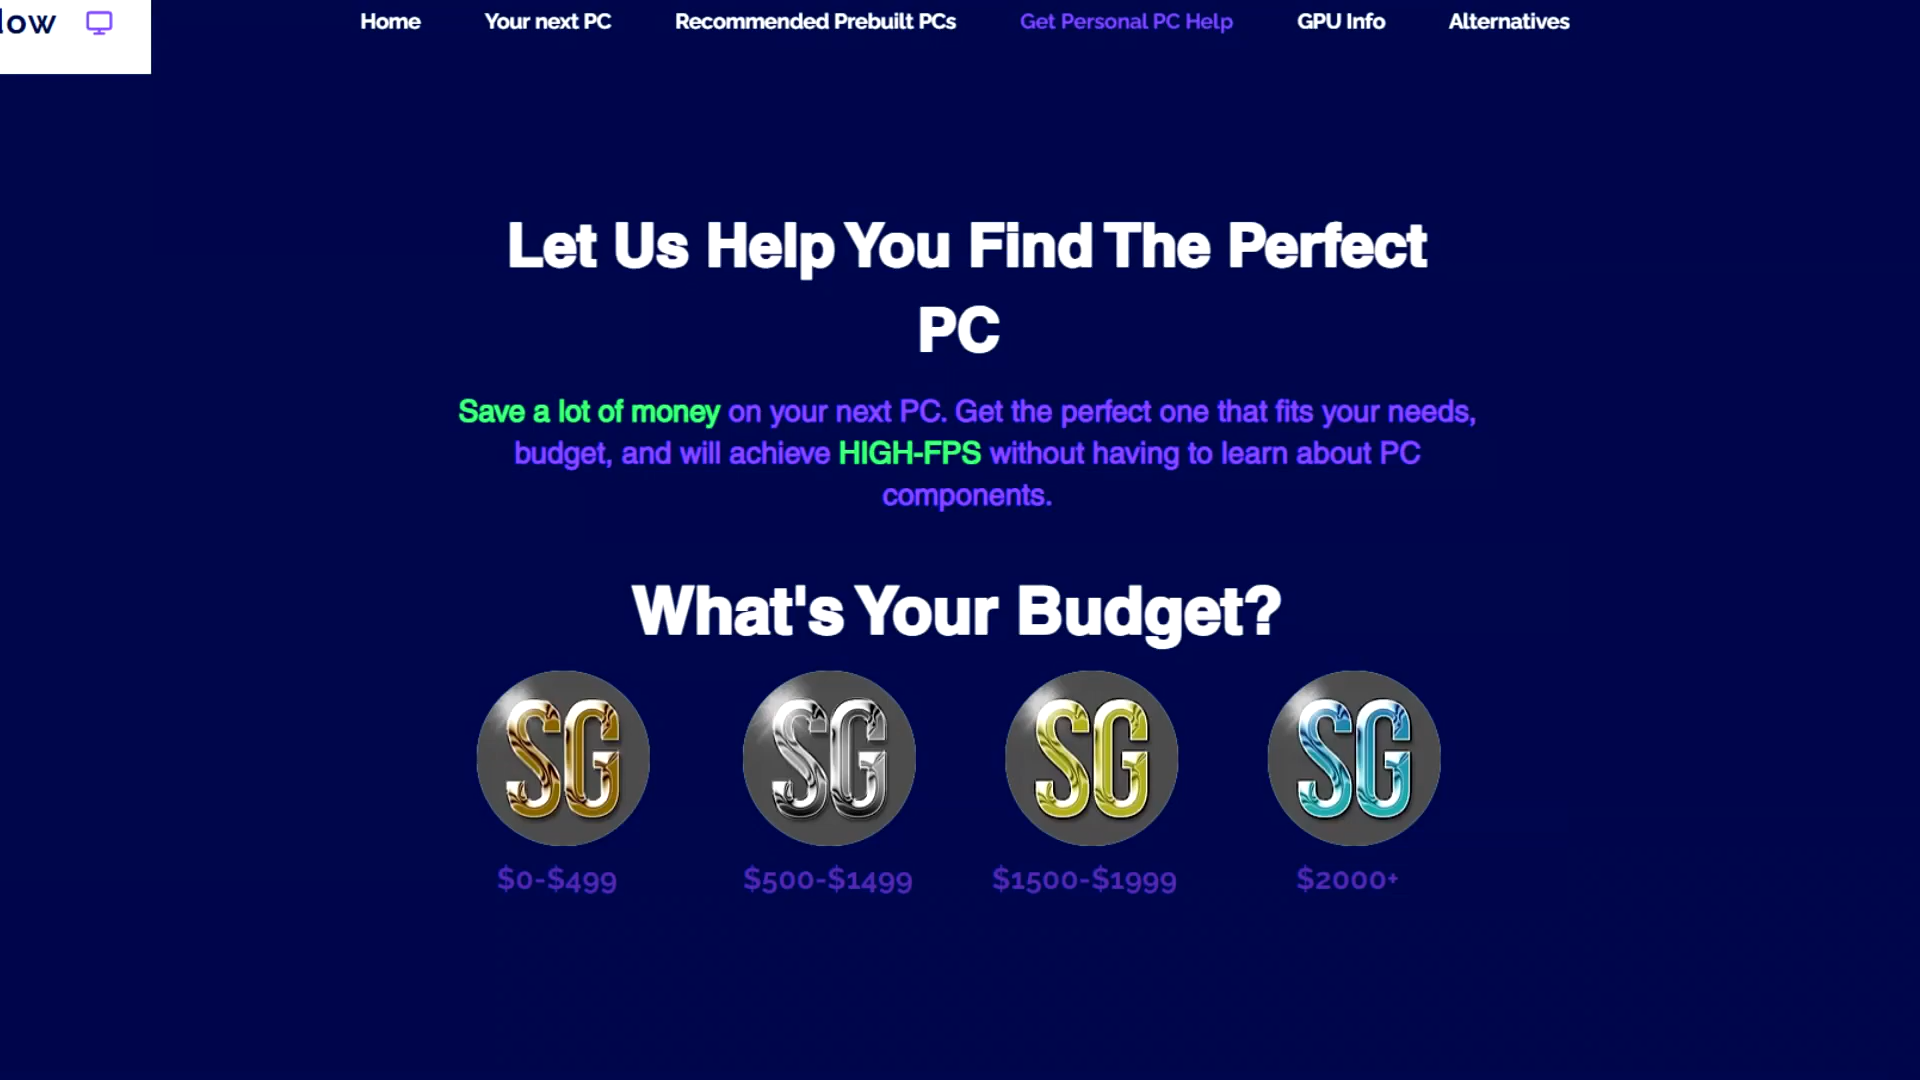 Home Your next PC Recommended Prebuilt PCs Get Personal PC Help GPU Info Alternatives
Let Us Help You Find The Perfect
PC
Save a lot of money on your next PC. Get the perfect one that fits your needs,
budget, and will achieve HIGH-FPS without having to learn about PC
components.
What's Your Budget?
SG SG SG SG
$0-$499 $500-$1499 $1500-$1999 $2000+